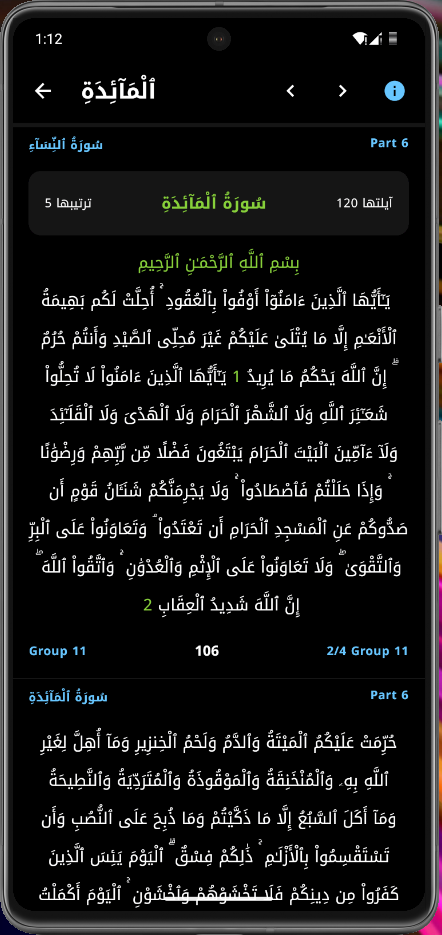 1:12
ٱلْمَآئِدَةِ
سُورَةُ ٱلنِّسَآءِ Part 6
ترتيبها 5 سُورَةُ ٱلْمَآئِدَةِ آيلتها 120
بِسْمِ ٱللَّهِ ٱلرَّحْمَـٰنِ ٱلرَّحِيمِ
يَـٰٓأَيُّهَا ٱلَّذِينَ ءَامَنُوٓا۟ أَوْفُوا۟ بِٱلْعُقُودِ ۚ أُحِلَّتْ لَكُم بَهِيمَةُ
ٱلْأَنْعَـٰمِ إِلَّا مَا يُتْلَىٰ عَلَيْكُمْ غَيْرَ مُحِلِّى ٱلصَّيْدِ وَأَنتُمْ حُرُمٌ
ۗ إِنَّ ٱللَّهَ يَحْكُمُ مَا يُرِيدُ 1 يَـٰٓأَيُّهَا ٱلَّذِينَ ءَامَنُوا۟ لَا تُحِلُّوا۟
شَعَـٰٓئِرَ ٱللَّهِ وَلَا ٱلشَّهْرَ ٱلْحَرَامَ وَلَا ٱلْهَدْىَ وَلَا ٱلْقَلَـٰٓئِدَ
وَلَآ ءَآمِّينَ ٱلْبَيْتَ ٱلْحَرَامَ يَبْتَغُونَ فَضْلًا مِّن رَّبِّهِمْ وَرِضْوَٰنًا
ۚ وَإِذَا حَلَلْتُمْ فَٱصْطَادُوا۟ ۚ وَلَا يَجْرِمَنَّكُمْ شَنَـَٔانُ قَوْمٍ أَن
صَدُّوكُمْ عَنِ ٱلْمَسْجِدِ ٱلْحَرَامِ أَن تَعْتَدُوا۟ ۘ وَتَعَاوَنُوا۟ عَلَى ٱلْبِرِّ
وَٱلتَّقْوَىٰ ۖ وَلَا تَعَاوَنُوا۟ عَلَى ٱلْإِثْمِ وَٱلْعُدْوَٰنِ ۚ وَٱتَّقُوا۟ ٱللَّهَ ۖ
إِنَّ ٱللَّهَ شَدِيدُ ٱلْعِقَابِ 2
Group 11 106 2/4 Group 11
سُورَةُ ٱلْمَآئِدَةِ Part 6
حُرِّمَتْ عَلَيْكُمُ ٱلْمَيْتَةُ وَٱلدَّمُ وَلَحْمُ ٱلْخِنزِيرِ وَمَآ أُهِلَّ لِغَيْرِ
ٱللَّهِ بِهِۦ وَٱلْمُنْخَنِقَةُ وَٱلْمَوْقُوذَةُ وَٱلْمُتَرَدِّيَةُ وَٱلنَّطِيحَةُ
وَمَآ أَكَلَ ٱلسَّبُعُ إِلَّا مَا ذَكَّيْتُمْ وَمَا ذُبِحَ عَلَى ٱلنُّصُبِ وَأَن
تَسْتَقْسِمُوا۟ بِٱلْأَزْلَـٰمِ ۚ ذَٰلِكُمْ فِسْقٌ ۗ ٱلْيَوْمَ يَئِسَ ٱلَّذِينَ
كَفَرُوا۟ مِن دِينِكُمْ فَلَا تَخْشَوْهُمْ وَٱخْشَوْنِ ۚ ٱلْيَوْمَ أَكْمَلْتُ